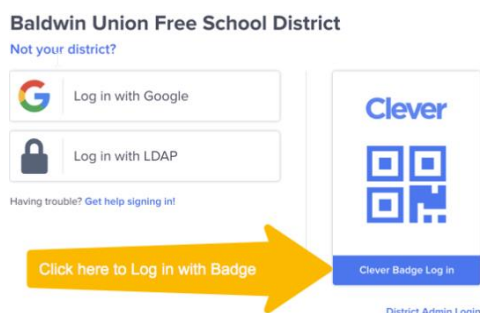 Baldwin Union Free School District
Not your district?
Log in with Google
Log in with LDAP
Having trouble? Get help signing in!
Clever
Click here to Log in with Badge
Clever Badge Log in
District Admin Login